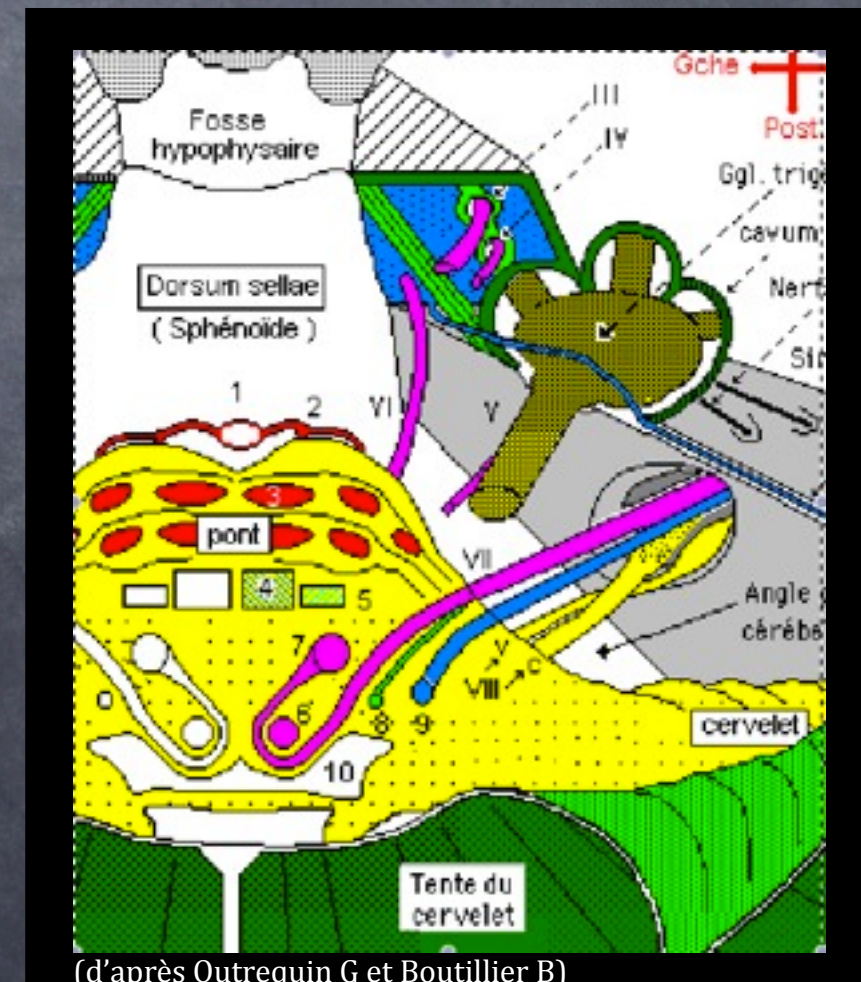 Gche
Post.
Fosse
hypophysaire
III
IV
Ggl. trig
cavum
Nerf
Dorsum sellae
( Sphénoïde )
1
2
VI
V
3
pont
VII
4
5
Angle
7
v
VIII
c
6
8
9
cervelet
10
Tente du
cervelet
(d'après Outrequin G et Boutillier B)